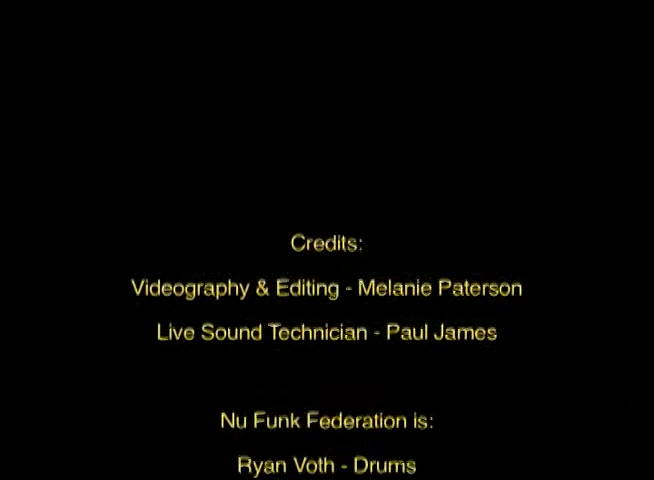 Credits:
Videography & Editing - Melanie Paterson
Live Sound Technician - Paul James
Nu Funk Federation is:
Ryan Voth - Drums